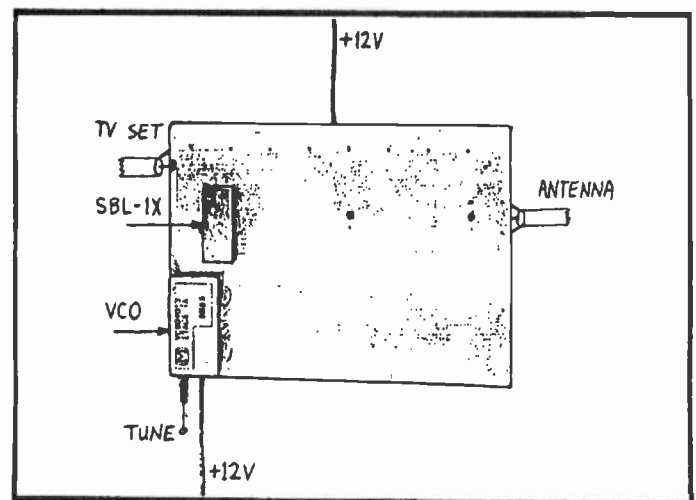 +12V
TV SET
ANTENNA
SBL-1X
VCO
TUNE
+12V